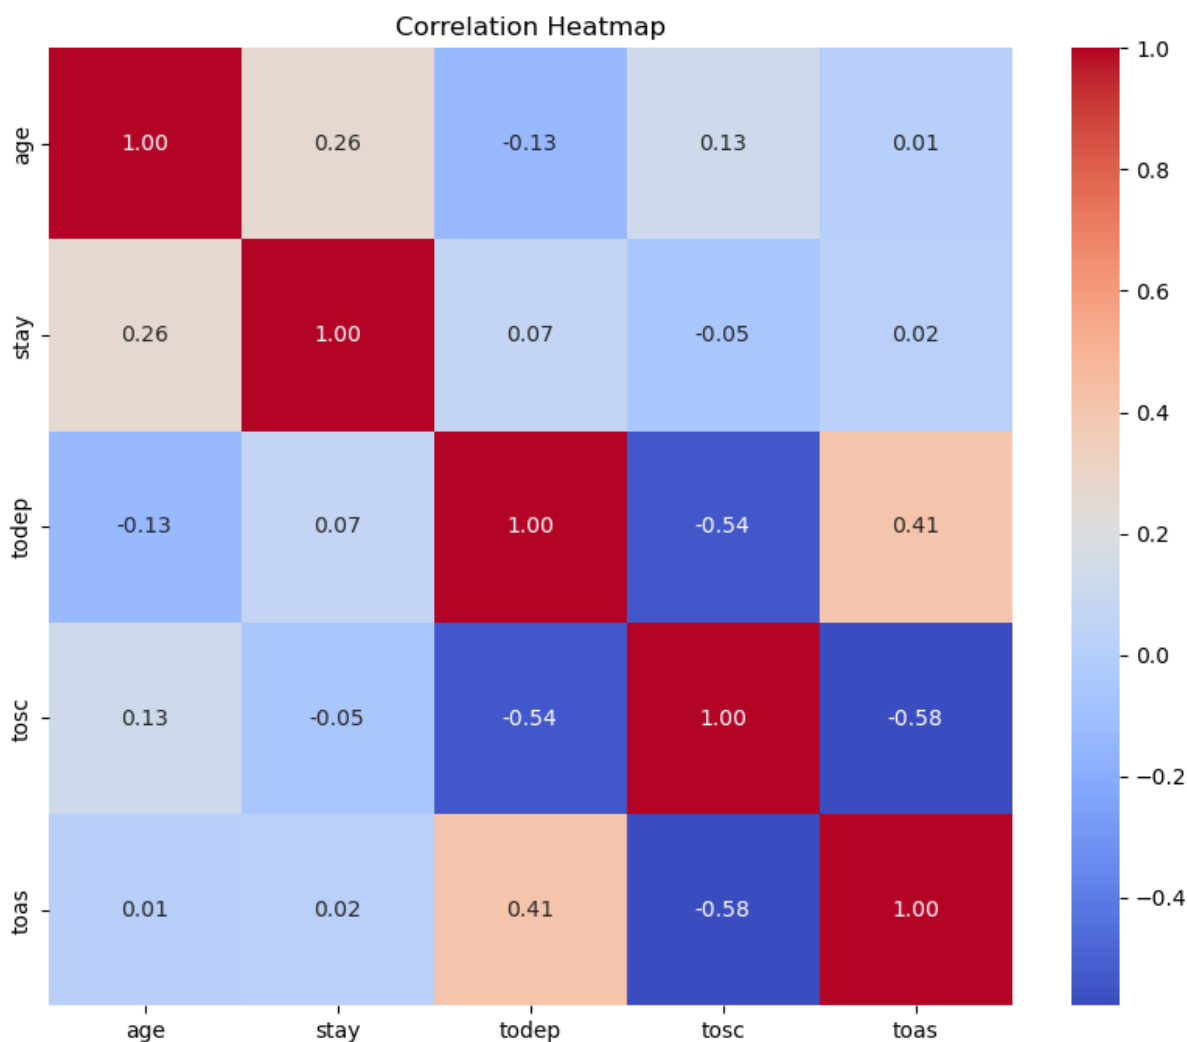 Correlation Heatmap
age 1.00 0.26 -0.13 0.13 0.01
stay 0.26 1.00 0.07 -0.05 0.02
todep -0.13 0.07 1.00 -0.54 0.41
tosc 0.13 -0.05 -0.54 1.00 -0.58
toas 0.01 0.02 0.41 -0.58 1.00
age stay todep tosc toas
1.0
0.8
0.6
0.4
0.2
0.0
−0.2
−0.4